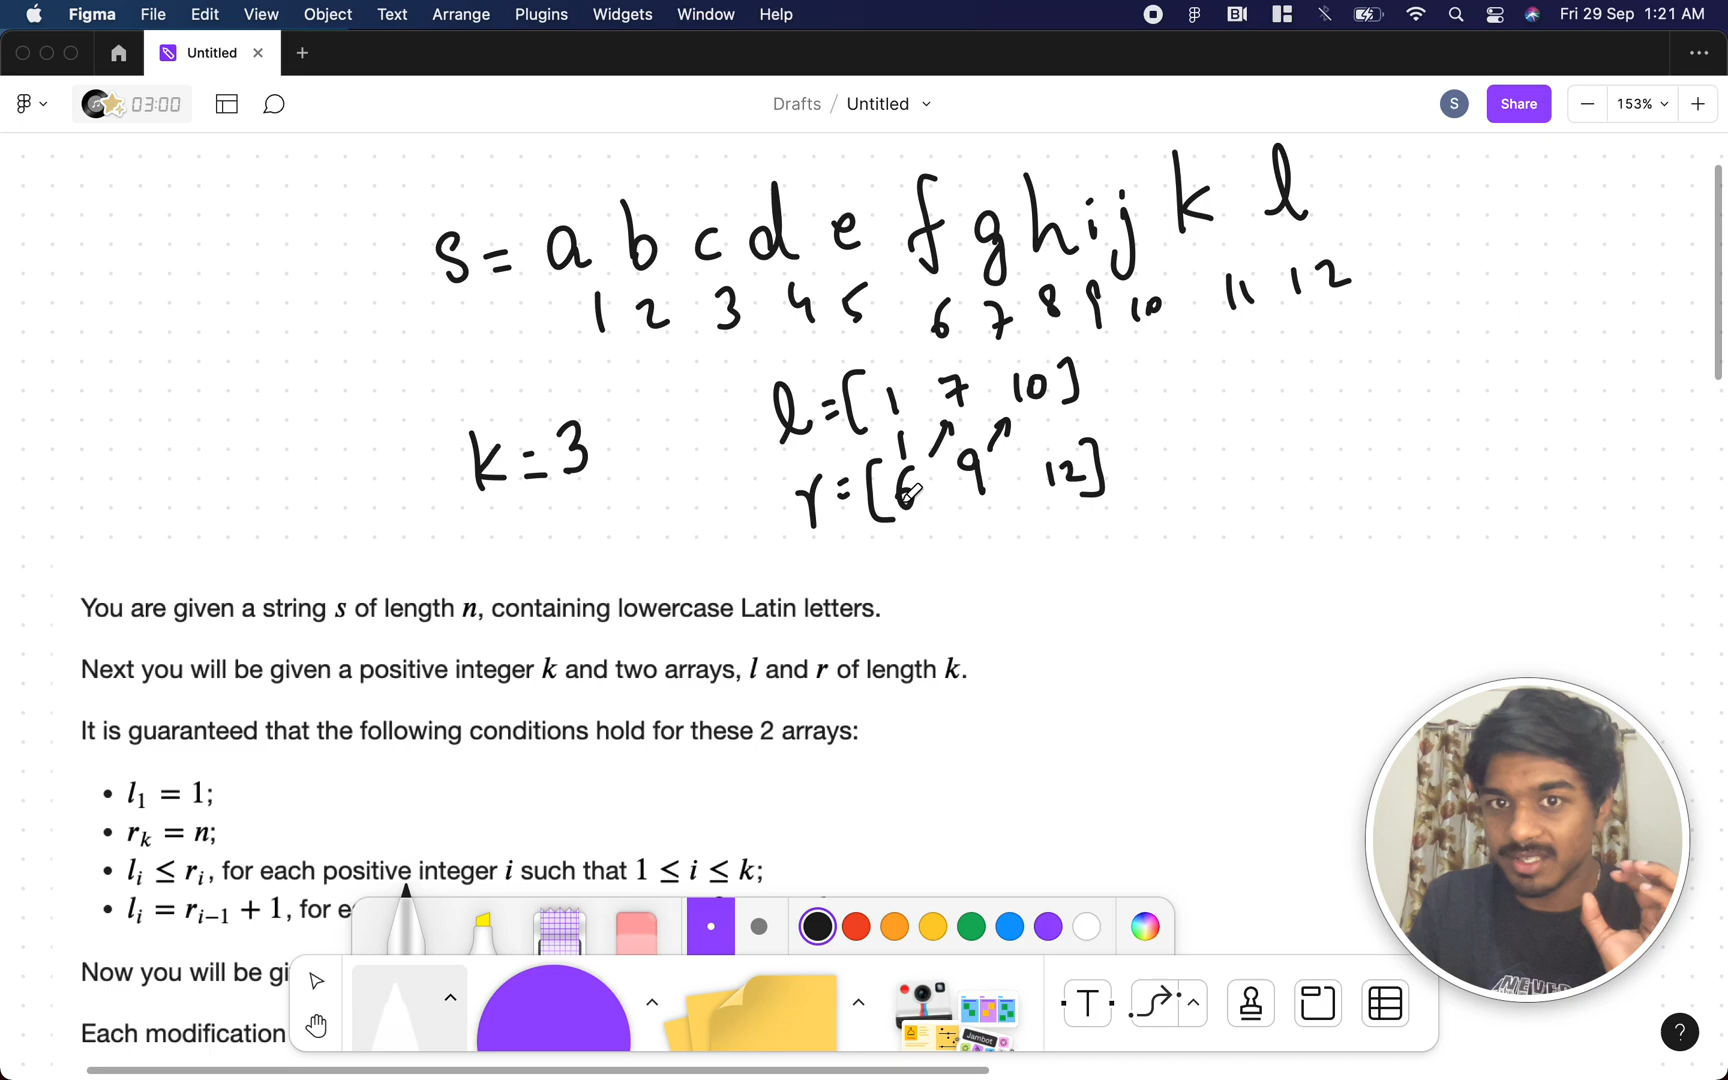 Figma File Edit View Object Text Arrange Plugins Widgets Window Help Fri 29 Sep 1:21 AM
Untitled
03:00 Drafts / Untitled S Share 153%
s = a b c d e f g h i j k l
1 2 3 4 5 6 7 8 9 10 11 12
l = [ 1 7 10 ]
k = 3
r = [ 6 9 12 ]
You are given a string s of length n, containing lowercase Latin letters.
Next you will be given a positive integer k and two arrays, l and r of length k.
It is guaranteed that the following conditions hold for these 2 arrays:
• l₁ = 1;
• rₖ = n;
• lᵢ ≤ rᵢ, for each positive integer i such that 1 ≤ i ≤ k;
• lᵢ = rᵢ₋₁ + 1, for e
Now you will be gi
Each modification
T
Jambot
?